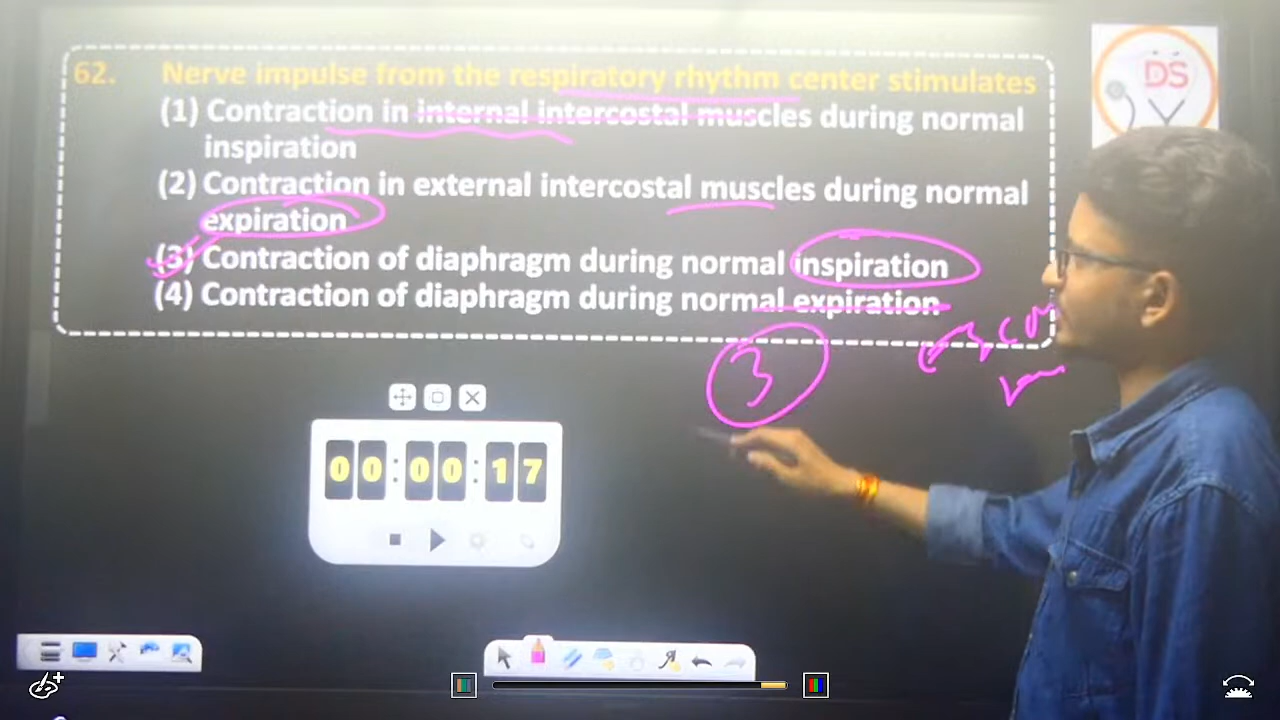 62. Nerve impulse from the respiratory rhythm center stimulates
(1) Contraction in internal intercostal muscles during normal
inspiration
(2) Contraction in external intercostal muscles during normal
expiration
(3) Contraction of diaphragm during normal inspiration
(4) Contraction of diaphragm during normal expiration
DS
3
00:00:17